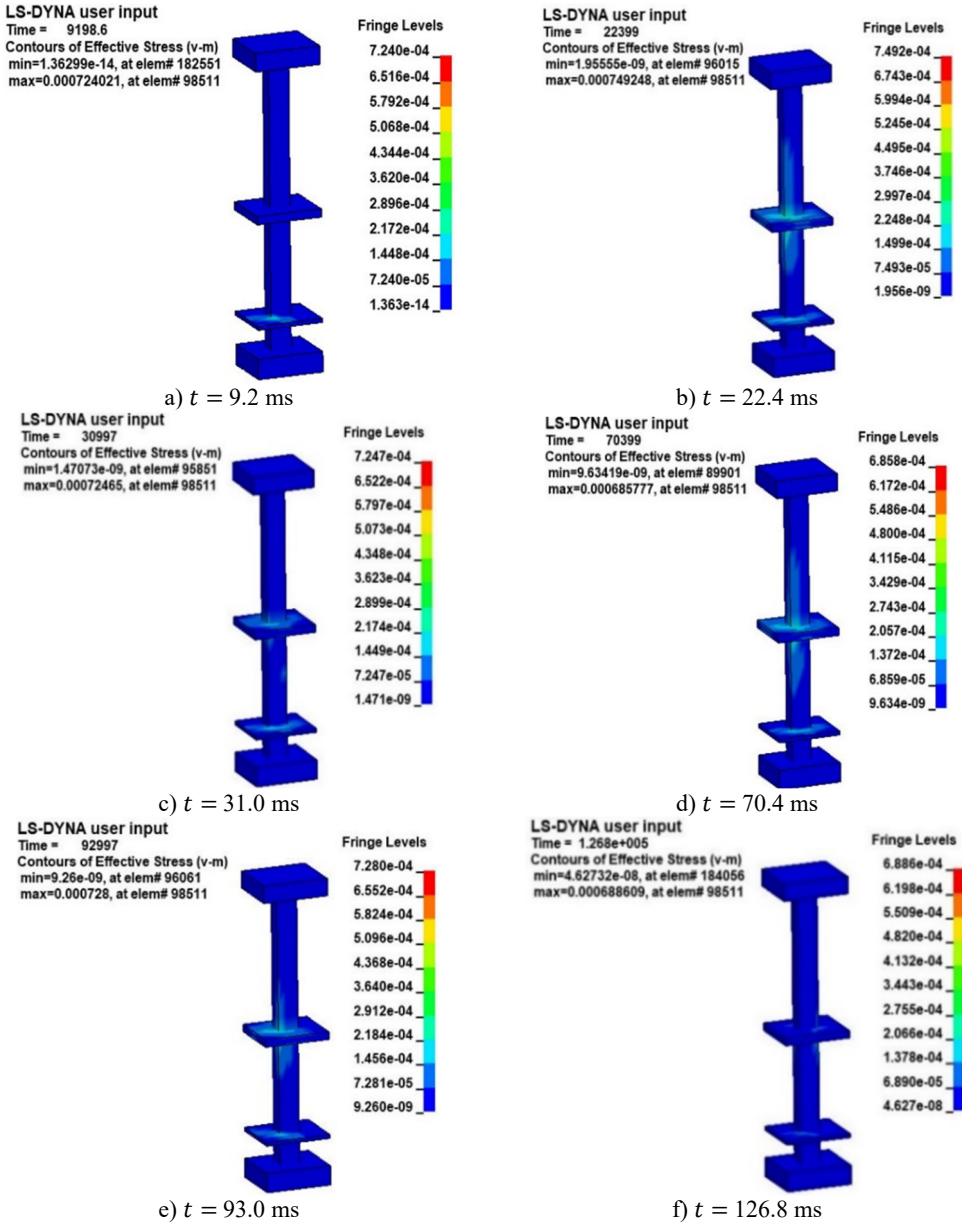 LS-DYNA user input
Time = 9198.6
Contours of Effective Stress (v-m)
min=1.36299e-14, at elem# 182551
max=0.000724021, at elem# 98511
Fringe Levels
7.240e-04
6.516e-04
5.792e-04
5.068e-04
4.344e-04
3.620e-04
2.896e-04
2.172e-04
1.448e-04
7.240e-05
1.363e-14
a) t = 9.2 ms
LS-DYNA user input
Time = 22399
Contours of Effective Stress (v-m)
min=1.95555e-09, at elem# 96015
max=0.000749248, at elem# 98511
Fringe Levels
7.492e-04
6.743e-04
5.994e-04
5.245e-04
4.495e-04
3.746e-04
2.997e-04
2.248e-04
1.499e-04
7.493e-05
1.956e-09
b) t = 22.4 ms
LS-DYNA user input
Time = 30997
Contours of Effective Stress (v-m)
min=1.47073e-09, at elem# 95851
max=0.00072465, at elem# 98511
Fringe Levels
7.247e-04
6.522e-04
5.797e-04
5.073e-04
4.348e-04
3.623e-04
2.899e-04
2.174e-04
1.449e-04
7.247e-05
1.471e-09
c) t = 31.0 ms
LS-DYNA user input
Time = 70399
Contours of Effective Stress (v-m)
min=9.63419e-09, at elem# 89901
max=0.000685777, at elem# 98511
Fringe Levels
6.858e-04
6.172e-04
5.486e-04
4.800e-04
4.115e-04
3.429e-04
2.743e-04
2.057e-04
1.372e-04
6.859e-05
9.634e-09
d) t = 70.4 ms
LS-DYNA user input
Time = 92997
Contours of Effective Stress (v-m)
min=9.26e-09, at elem# 96061
max=0.000728, at elem# 98511
Fringe Levels
7.280e-04
6.552e-04
5.824e-04
5.096e-04
4.368e-04
3.640e-04
2.912e-04
2.184e-04
1.456e-04
7.281e-05
9.260e-09
e) t = 93.0 ms
LS-DYNA user input
Time = 1.268e+005
Contours of Effective Stress (v-m)
min=4.62732e-08, at elem# 184056
max=0.000688609, at elem# 98511
Fringe Levels
6.886e-04
6.198e-04
5.509e-04
4.820e-04
4.132e-04
3.443e-04
2.755e-04
2.066e-04
1.378e-04
6.890e-05
4.627e-08
f) t = 126.8 ms